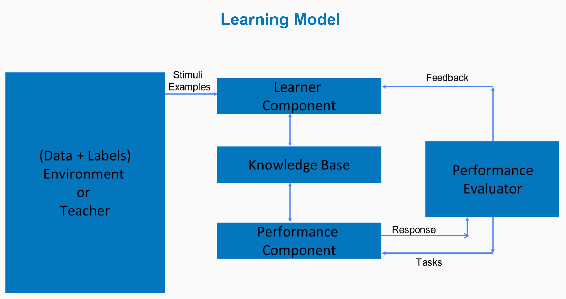 Learning Model
Stimuli
Examples
Feedback
Learner
Component
(Data + Labels)
Environment
or
Teacher
Knowledge Base
Performance
Evaluator
Performance
Component
Response
Tasks